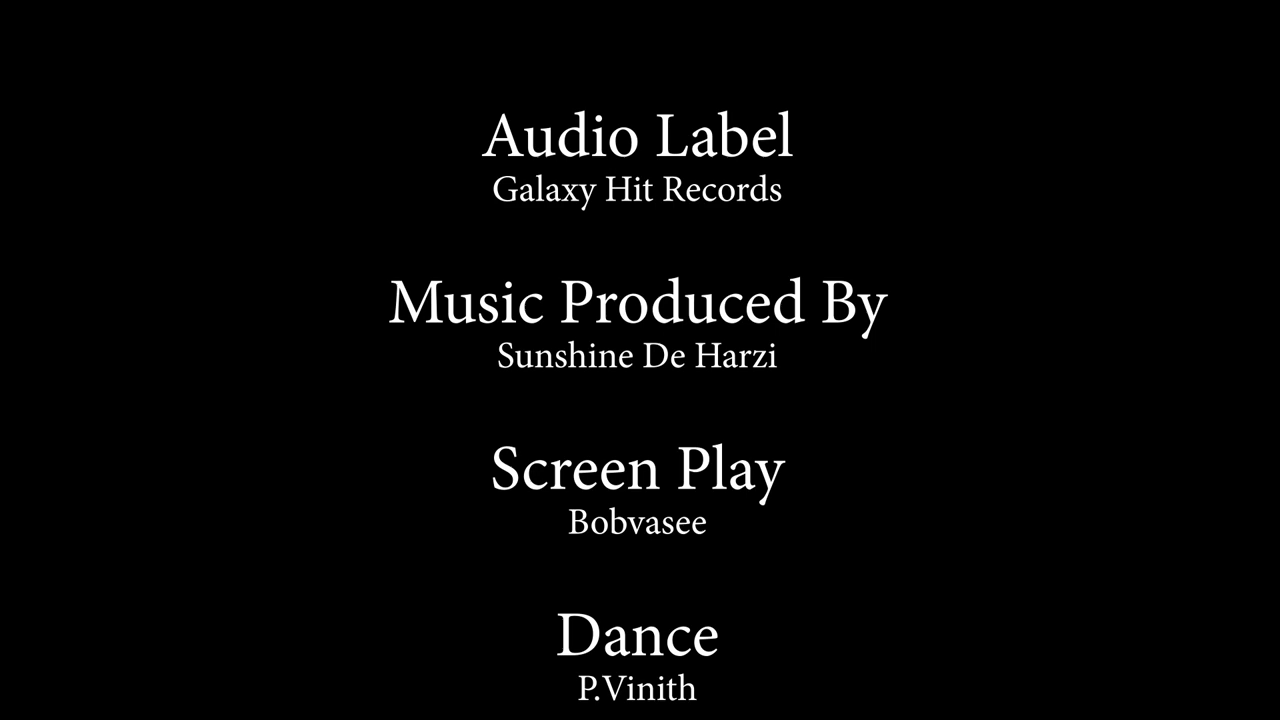 Audio Label
Galaxy Hit Records
Music Produced By
Sunshine De Harzi
Screen Play
Bobvasee
Dance
P.Vinith